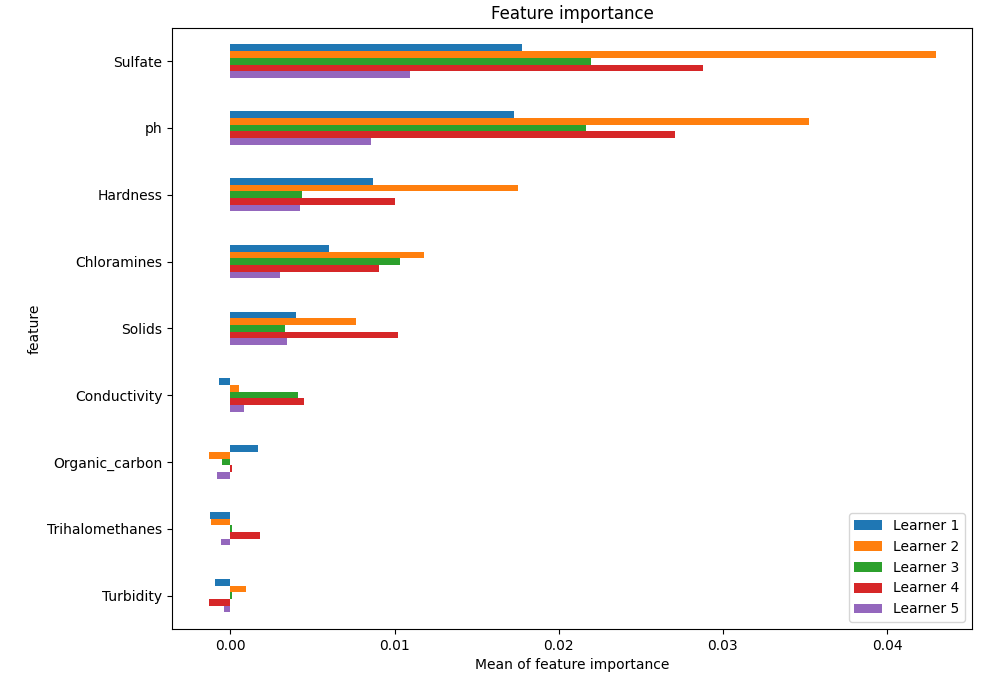 Feature importance
Sulfate
ph
Hardness
Chloramines
Solids
Conductivity
Organic_carbon
Trihalomethanes
Turbidity
feature
Learner 1
Learner 2
Learner 3
Learner 4
Learner 5
0.00 0.01 0.02 0.03 0.04
Mean of feature importance